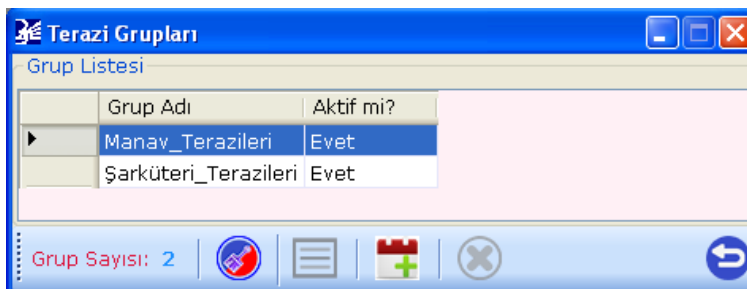 Terazi Grupları
Grup Listesi
Grup Adı Aktif mi?
Manav_Terazileri Evet
Şarküteri_Terazileri Evet
Grup Sayısı: 2